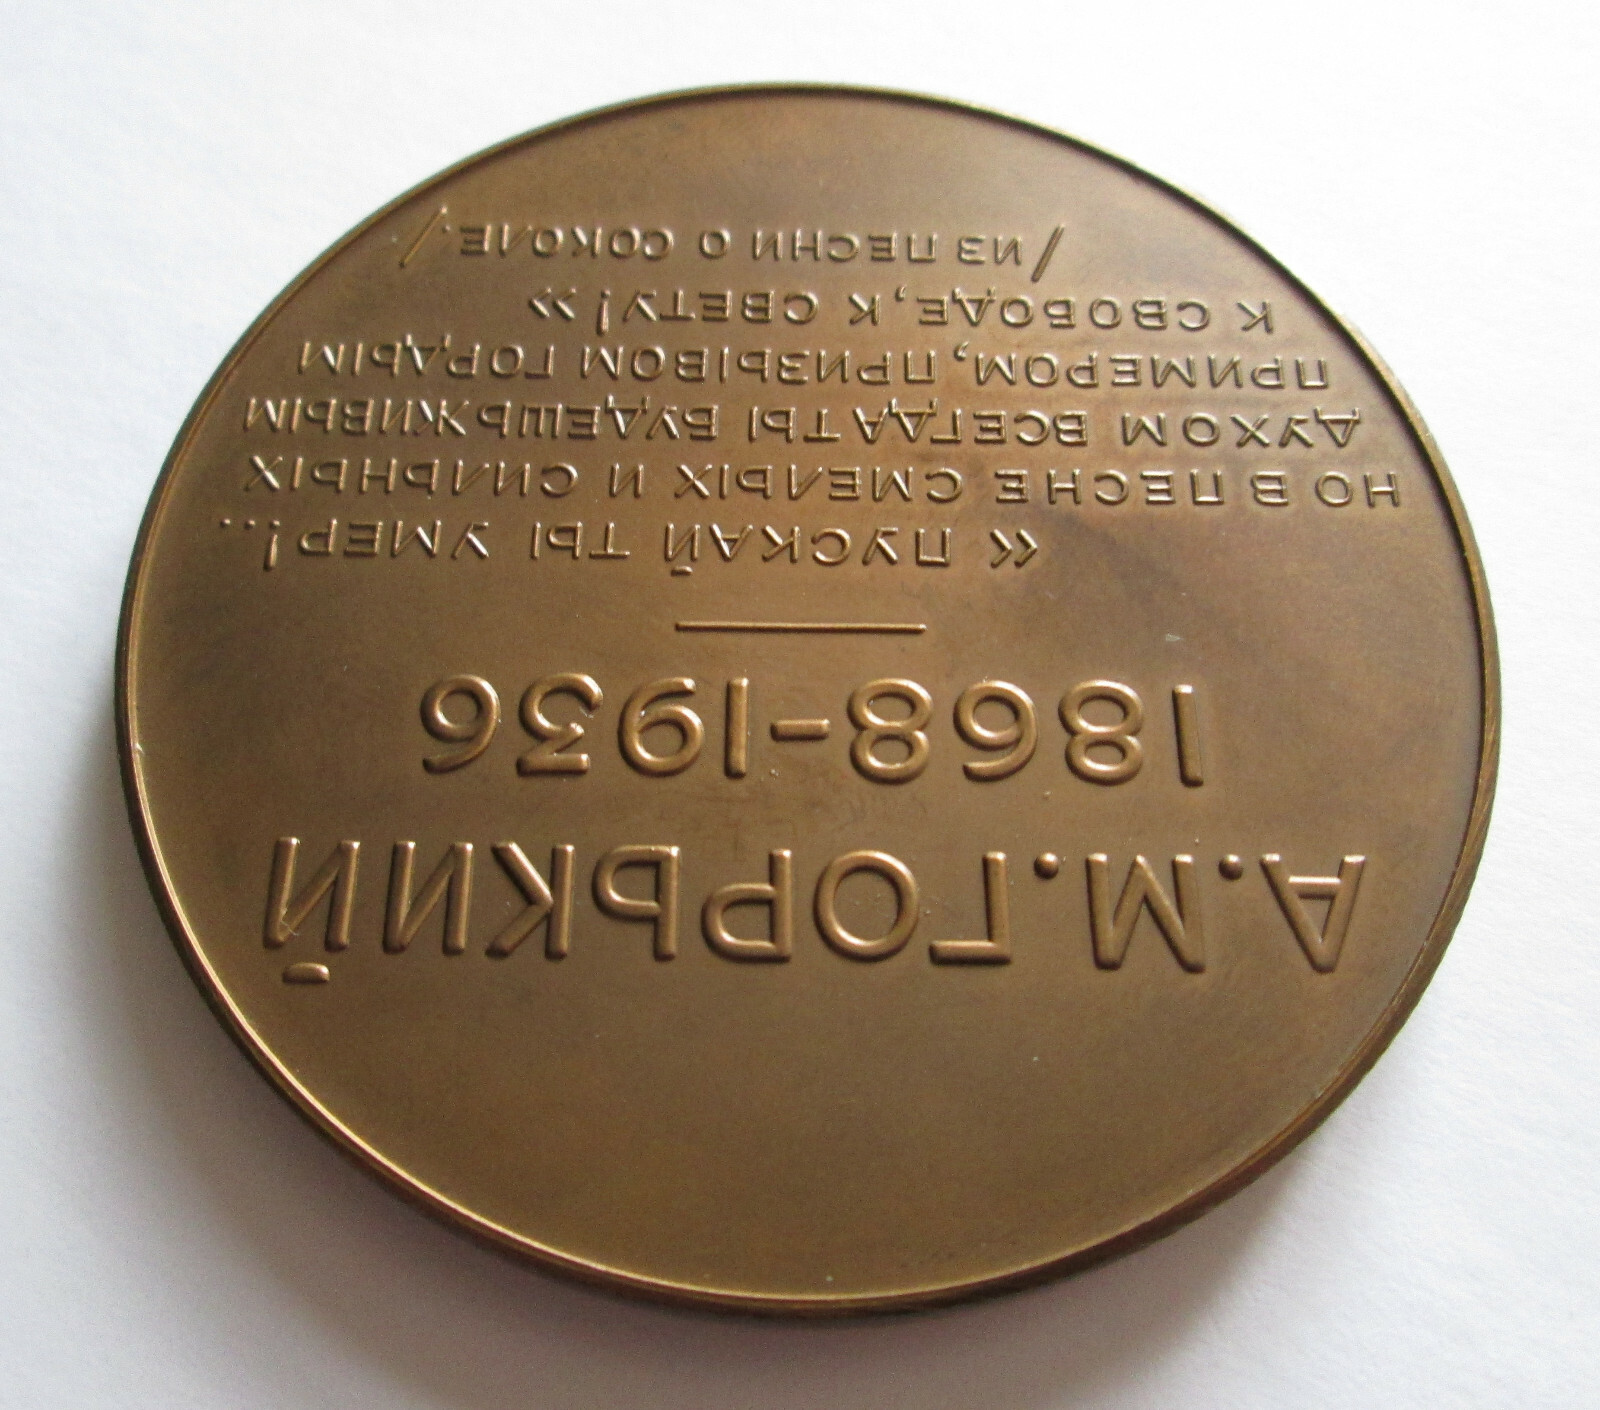 А.М.ГОРЬКИЙ
1868-1936
« ПУСКАЙ ТЫ УМЕР!..
НО В ПЕСНЕ СМЕЛЫХ И СИЛЬНЫХ
ДУХОМ ВСЕГДА ТЫ БУДЕШЬ ЖИВЫМ
ПРИМЕРОМ, ПРИЗЫВОМ ГОРДЫМ
К СВОБОДЕ, К СВЕТУ!»
/ИЗ ПЕСНИ О СОКОЛЕ./